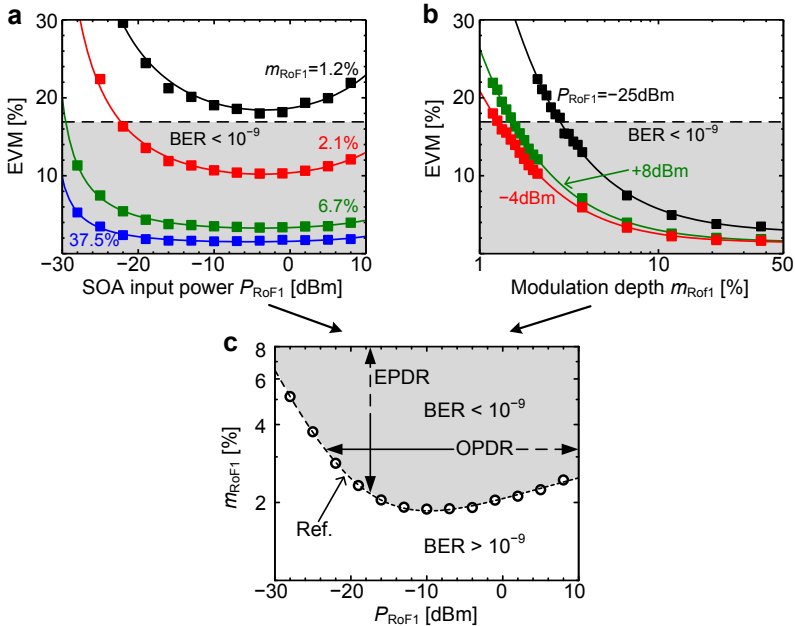 a
30
20
10
EVM [%]
m_RoF1=1.2%
BER < 10⁻⁹
2.1%
6.7%
37.5%
−30
−20
−10
0
10
SOA input power P_RoF1 [dBm]
b
30
20
10
EVM [%]
P_RoF1=−25dBm
BER < 10⁻⁹
+8dBm
−4dBm
1
10
50
Modulation depth m_Rof1 [%]
c
8
6
4
2
m_RoF1 [%]
EPDR
BER < 10⁻⁹
OPDR
Ref.
BER > 10⁻⁹
−30
−20
−10
0
10
P_RoF1 [dBm]